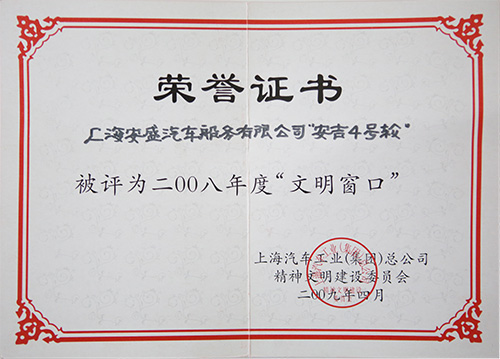 荣誉证书
上海安盛汽车服务有限公司"安吉4号轮"
被评为二00八年度“文明窗口”
上海汽车工业(集团)总公司
精神文明建设委员会
二00九年四月